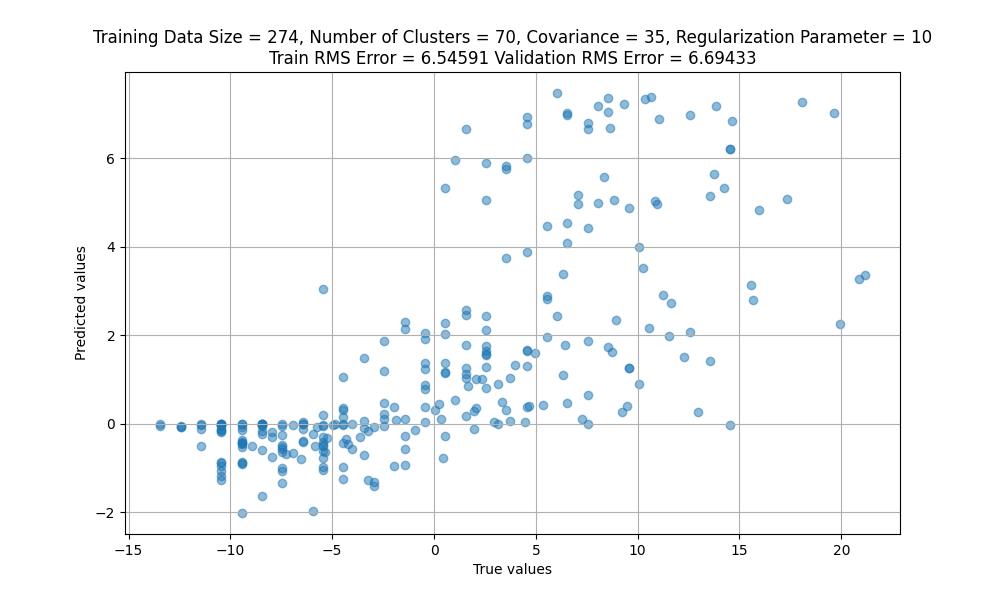 Training Data Size = 274, Number of Clusters = 70, Covariance = 35, Regularization Parameter = 10
Train RMS Error = 6.54591 Validation RMS Error = 6.69433
Predicted values
6
4
2
0
−2
−15 −10 −5 0 5 10 15 20
True values